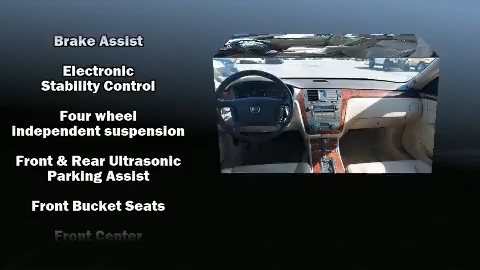 Brake Assist
Electronic
Stability Control
Four wheel
independent suspension
Front & Rear Ultrasonic
Parking Assist
Front Bucket Seats
Front Center